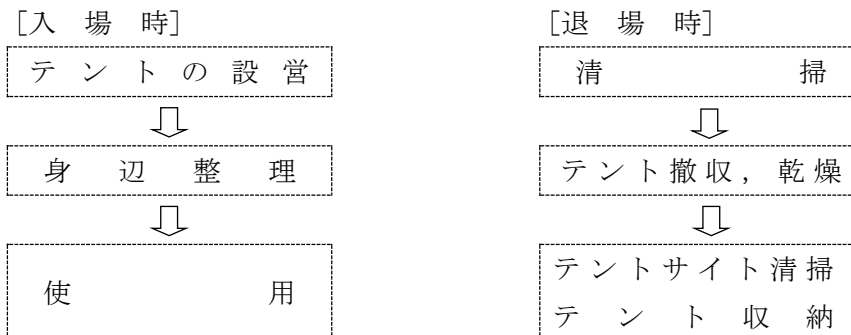 [入場時]
テントの設営
身辺整理
使用
[退場時]
清掃
テント撤収，乾燥
テントサイト清掃
テント収納